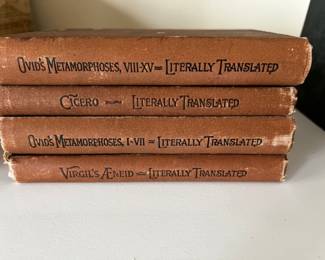 Ovid's Metamorphoses, VIII-XV = Literally Translated
Cicero — Literally Translated
Ovid's Metamorphoses, I-VII = Literally Translated
Virgil's Æneid — Literally Translated